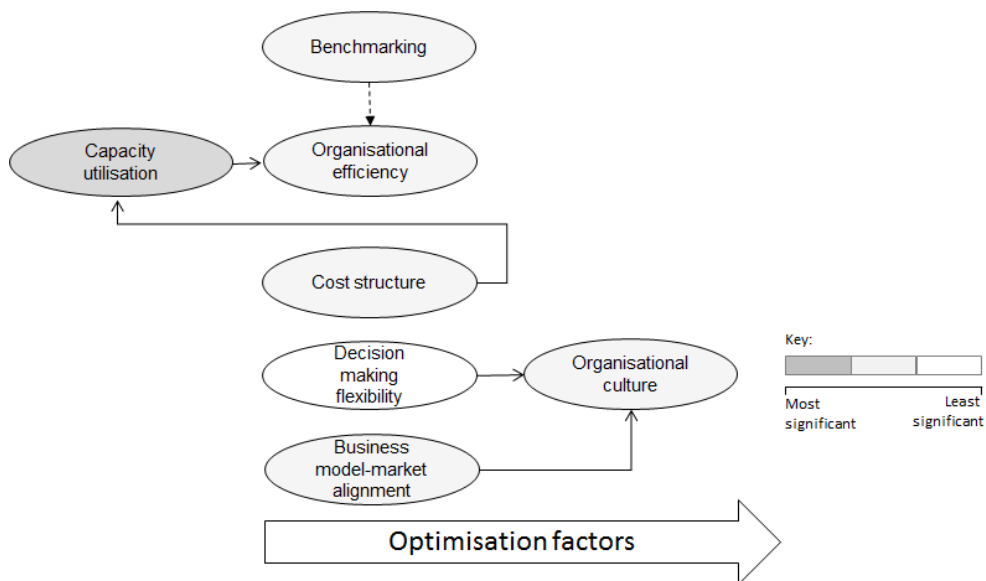 Benchmarking
Capacity
utilisation
Organisational
efficiency
Cost structure
Decision
making
flexibility
Organisational
culture
Key:
Most
significant
Least
significant
Business
model-market
alignment
Optimisation factors